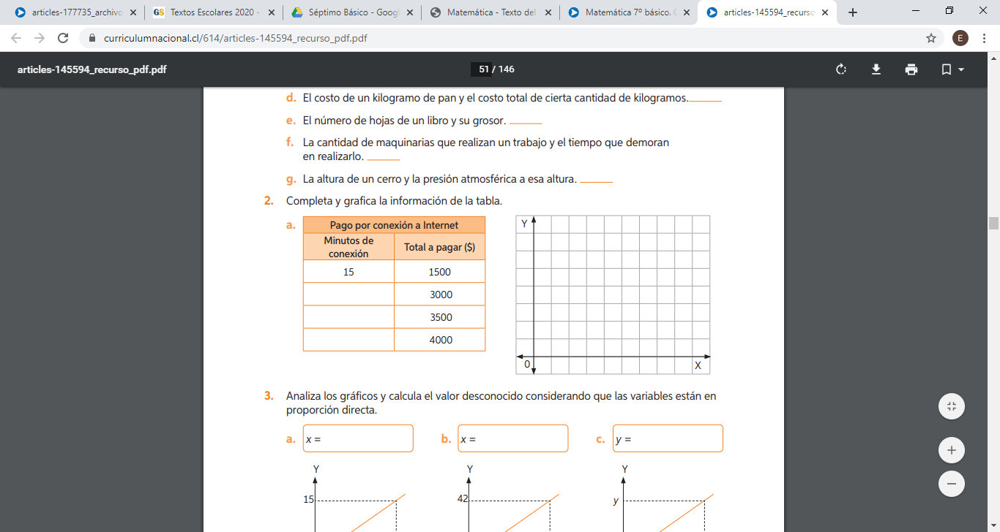 articles-177735_archivo
Textos Escolares 2020 -
Séptimo Básico - Googl
Matemática - Texto del
Matemática 7º básico.
articles-145594_recurso
curriculumnacional.cl/614/articles-145594_recurso_pdf.pdf
E
articles-145594_recurso_pdf.pdf
51 / 146
d. El costo de un kilogramo de pan y el costo total de cierta cantidad de kilogramos.
e. El número de hojas de un libro y su grosor.
f. La cantidad de maquinarias que realizan un trabajo y el tiempo que demoran
en realizarlo.
g. La altura de un cerro y la presión atmosférica a esa altura.
2. Completa y grafica la información de la tabla.
a. Pago por conexión a Internet
Minutos de
conexión
Total a pagar ($)
15 1500
3000
3500
4000
Y
0
X
3. Analiza los gráficos y calcula el valor desconocido considerando que las variables están en
proporción directa.
a. x =
b. x =
c. y =
Y
15
Y
42
Y
y